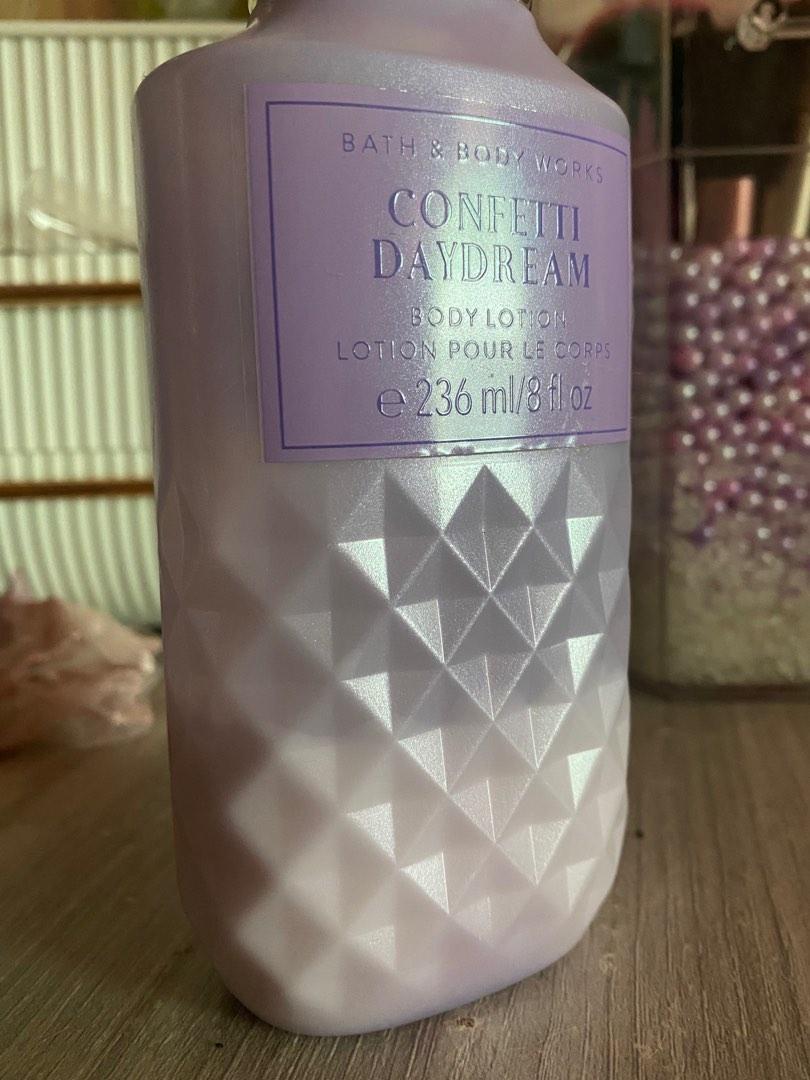 BATH & BODY WORKS
CONFETTI
DAYDREAM
BODY LOTION
LOTION POUR LE CORPS
℮ 236 ml/8 fl oz